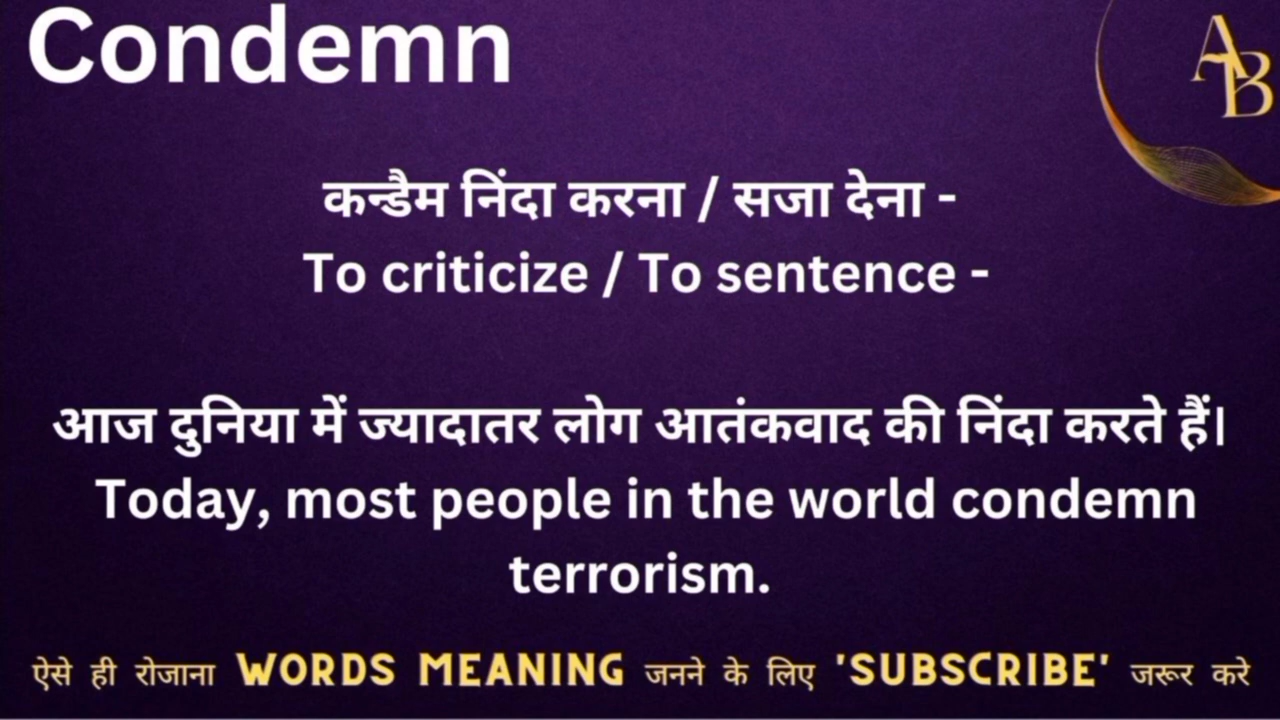 Condemn
AB
कन्डैम निंदा करना / सजा देना -
To criticize / To sentence -
आज दुनिया में ज्यादातर लोग आतंकवाद की निंदा करते हैं।
Today, most people in the world condemn
terrorism.
ऐसे ही रोजाना WORDS MEANING जनने के लिए 'SUBSCRIBE' जरूर करे